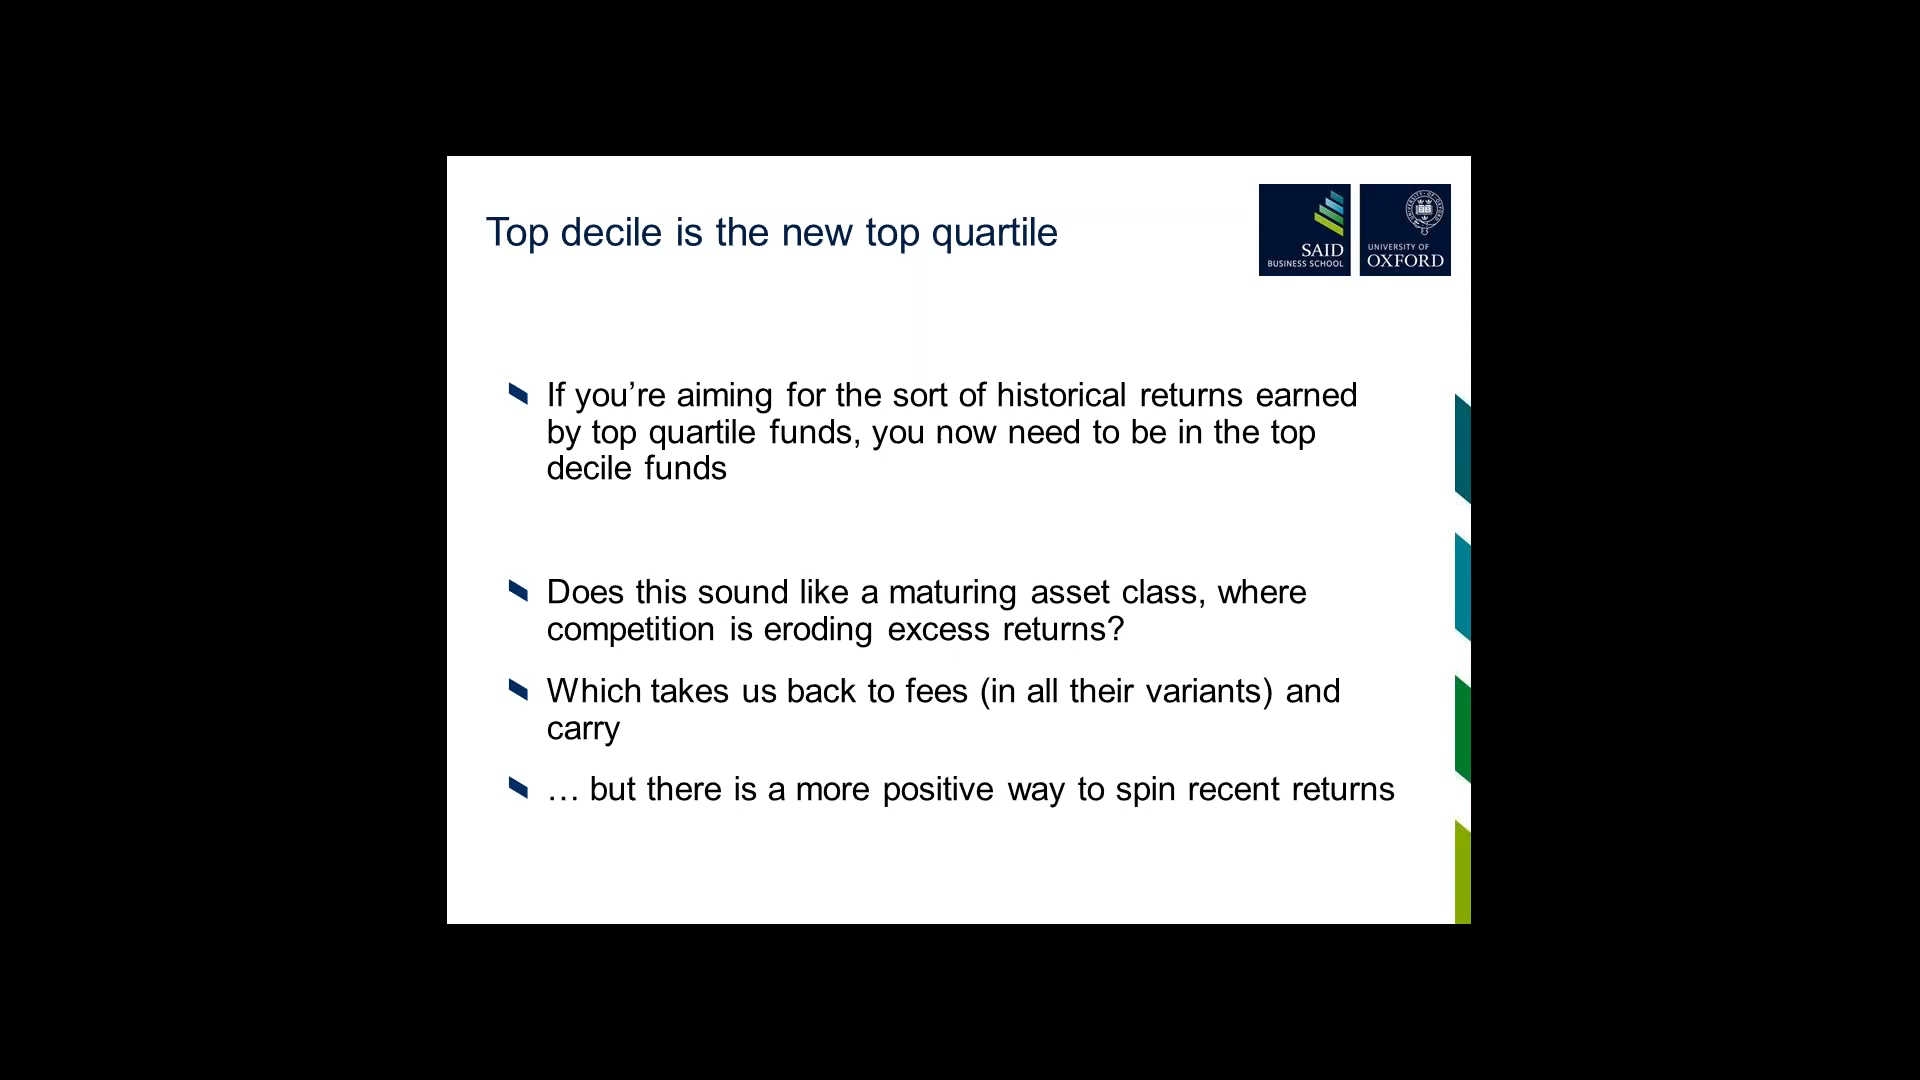 Top decile is the new top quartile
SAID
BUSINESS SCHOOL
UNIVERSITY OF
OXFORD
If you’re aiming for the sort of historical returns earned
by top quartile funds, you now need to be in the top
decile funds
Does this sound like a maturing asset class, where
competition is eroding excess returns?
Which takes us back to fees (in all their variants) and
carry
… but there is a more positive way to spin recent returns